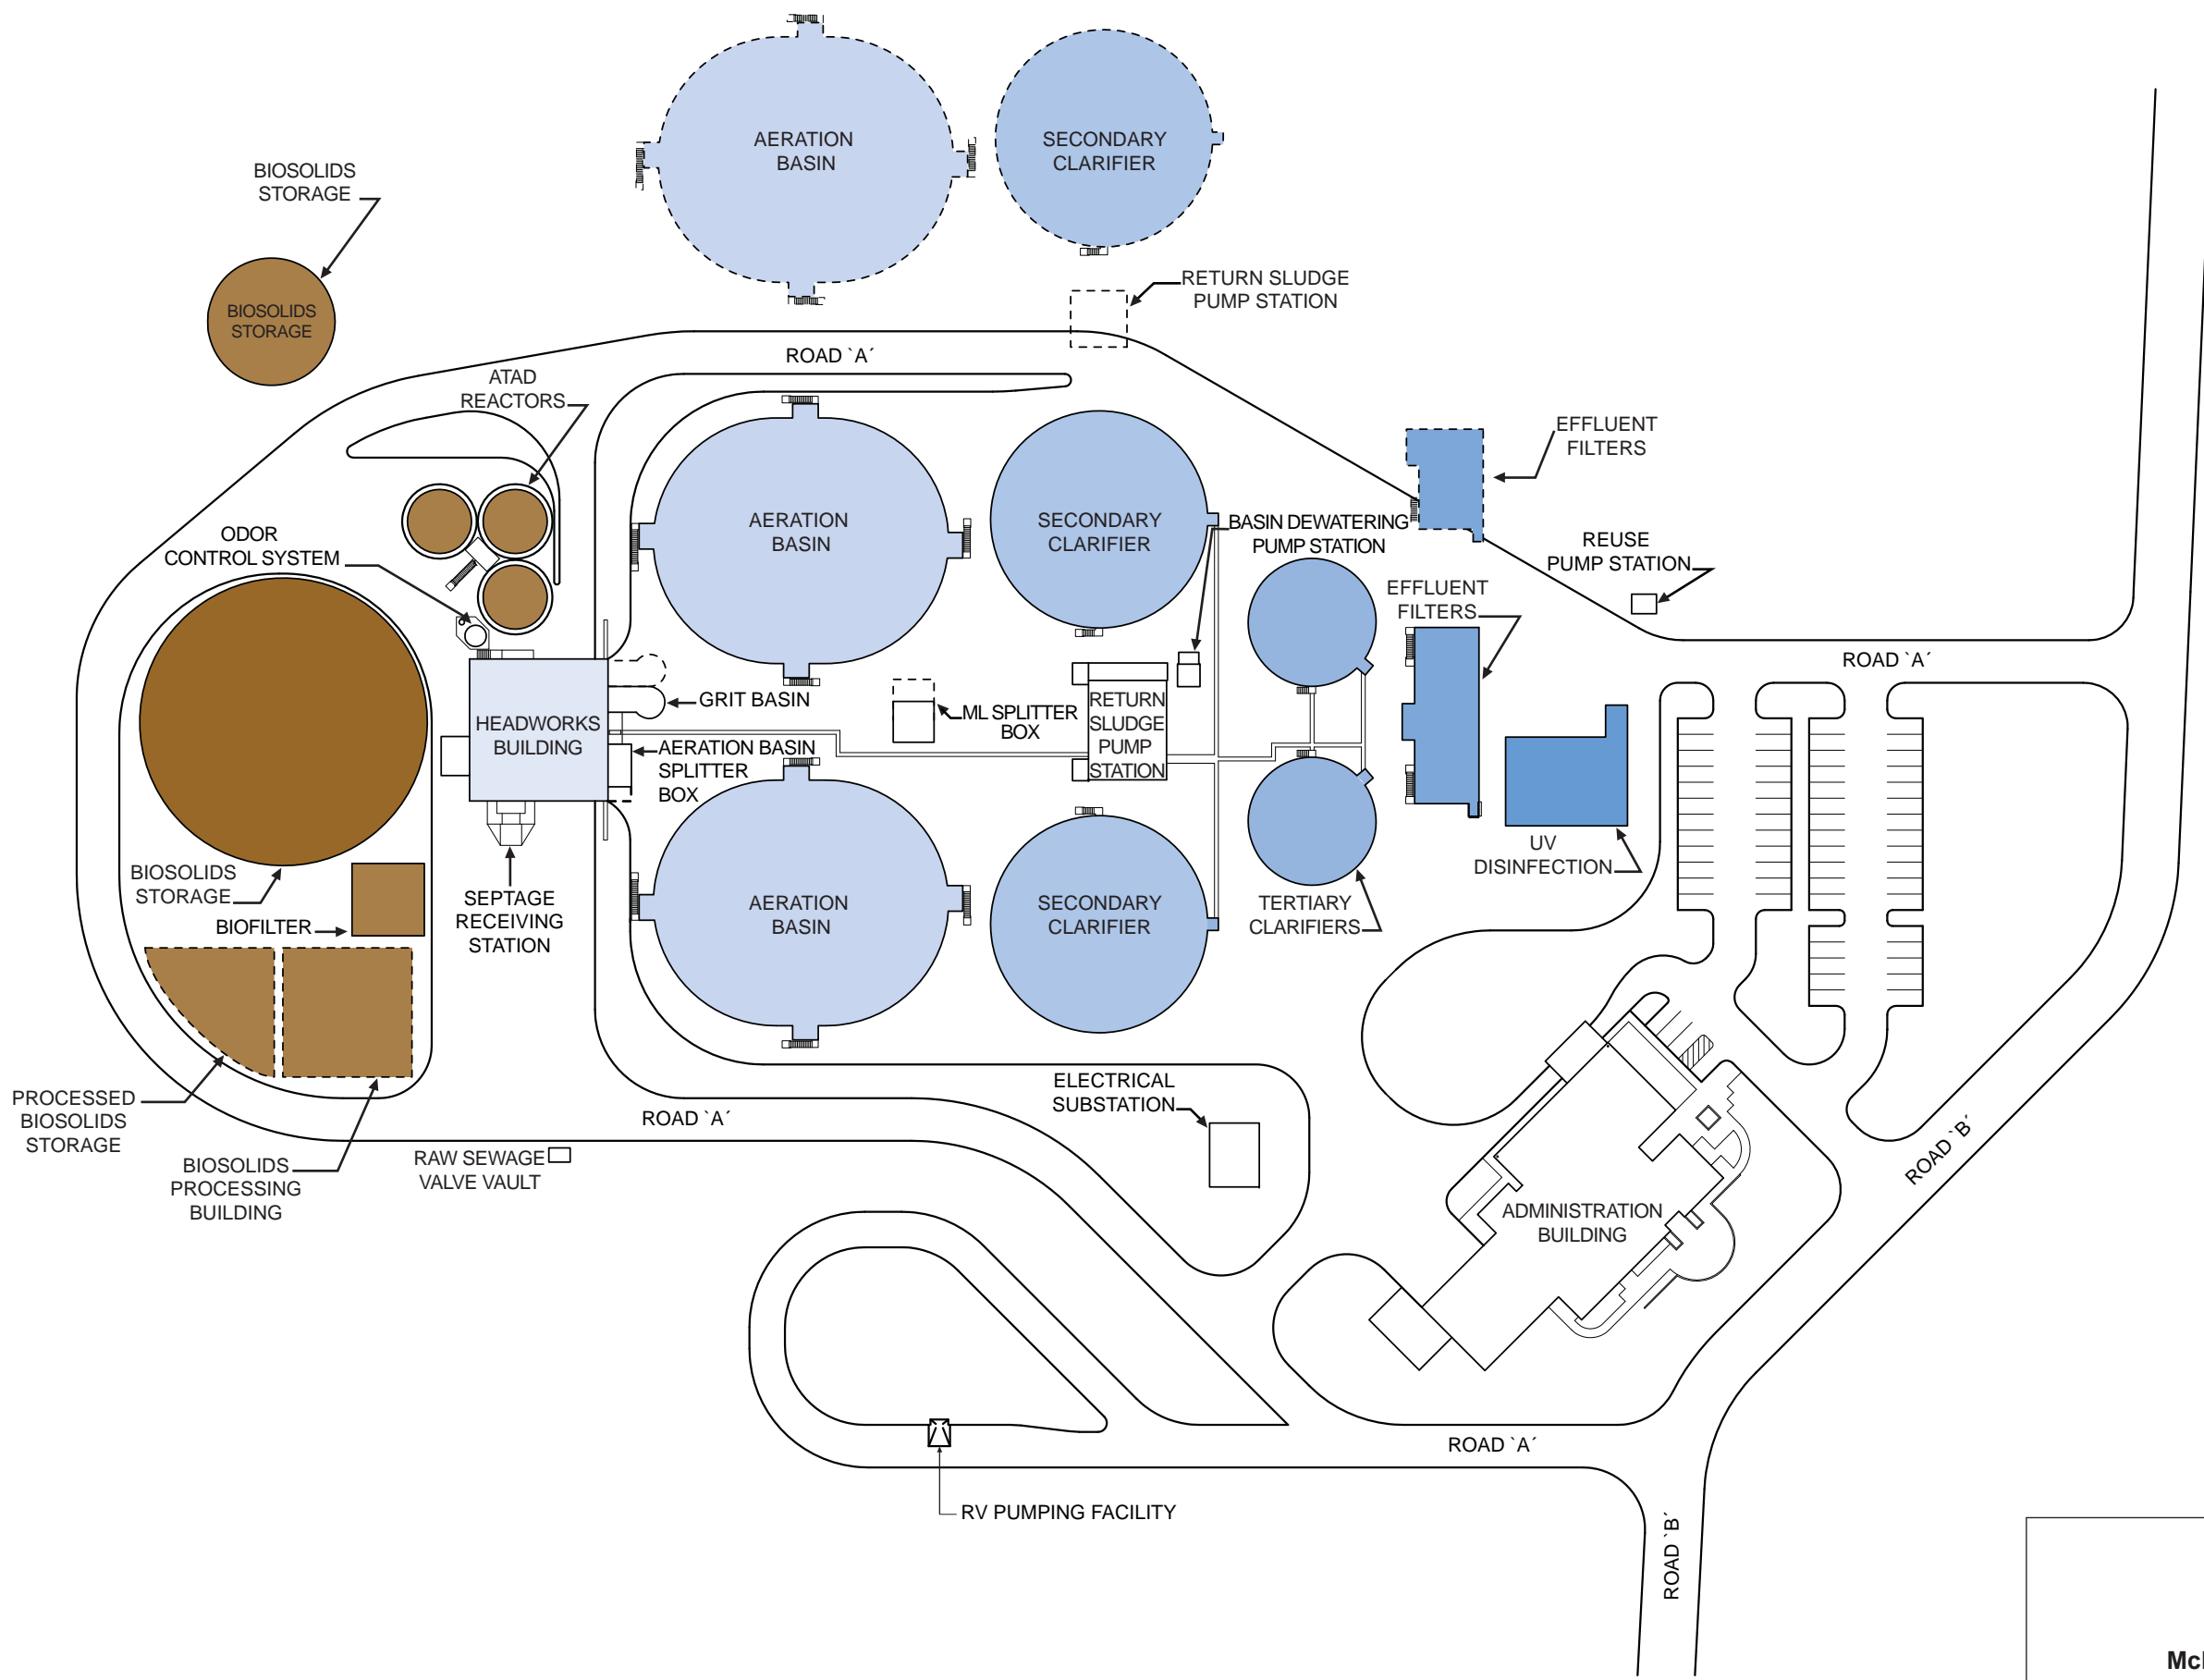 AERATION
BASIN
SECONDARY
CLARIFIER
BIOSOLIDS
STORAGE
BIOSOLIDS
STORAGE
RETURN SLUDGE
PUMP STATION
ROAD `A´
ATAD
REACTORS
EFFLUENT
FILTERS
ODOR
CONTROL SYSTEM
AERATION
BASIN
SECONDARY
CLARIFIER
BASIN DEWATERING
PUMP STATION
REUSE
PUMP STATION
EFFLUENT
FILTERS
ROAD `A´
HEADWORKS
BUILDING
GRIT BASIN
AERATION BASIN
SPLITTER
BOX
ML SPLITTER
BOX
RETURN
SLUDGE
PUMP
STATION
UV
DISINFECTION
BIOSOLIDS
STORAGE
BIOFILTER
SEPTAGE
RECEIVING
STATION
AERATION
BASIN
SECONDARY
CLARIFIER
TERTIARY
CLARIFIERS
PROCESSED
BIOSOLIDS
STORAGE
BIOSOLIDS
PROCESSING
BUILDING
RAW SEWAGE
VALVE VAULT
ROAD `A´
ELECTRICAL
SUBSTATION
ROAD `B´
ADMINISTRATION
BUILDING
ROAD `A´
RV PUMPING FACILITY
ROAD `B´